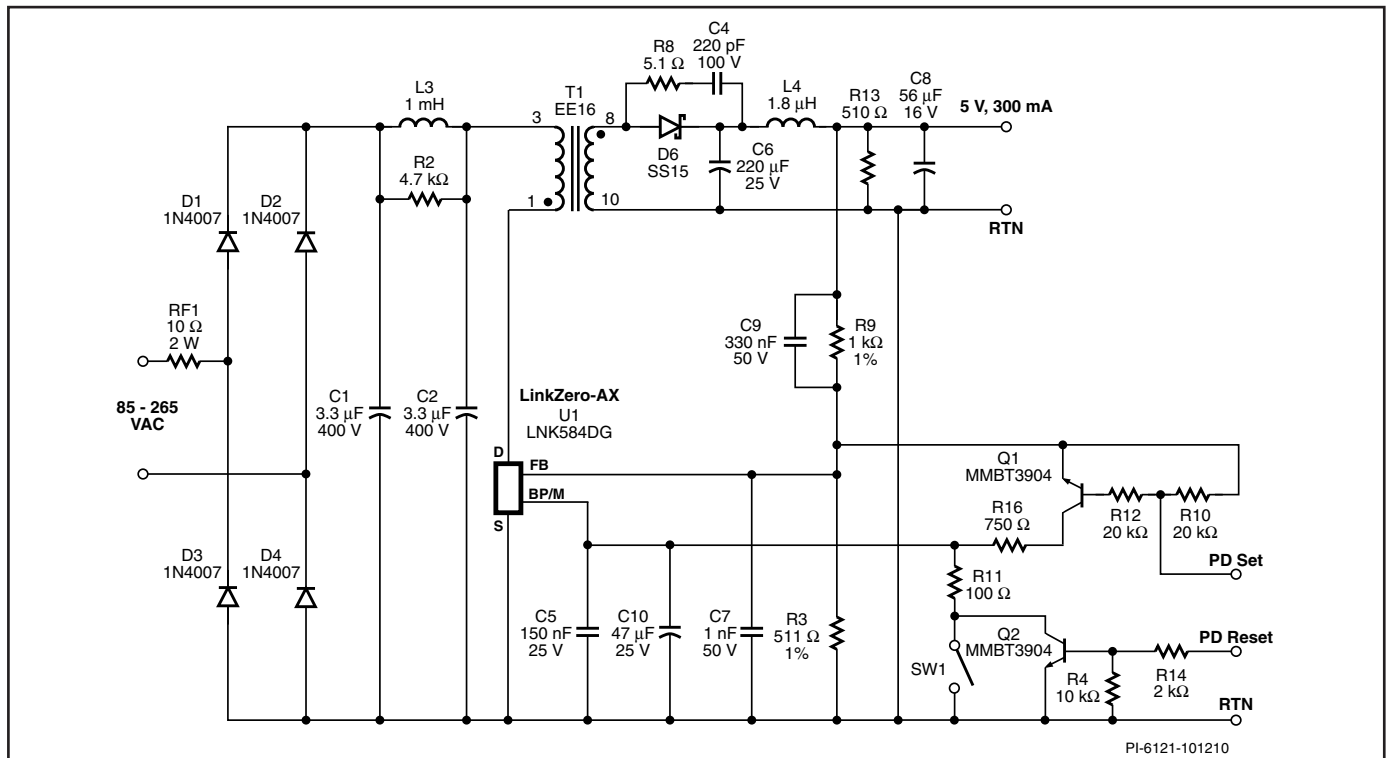 C4
220 pF
100 V
R8
5.1 Ω
L3
1 mH
T1
EE16
L4
1.8 µH
R13
510 Ω
C8
56 µF
16 V
5 V, 300 mA
3
8
R2
4.7 kΩ
D6
SS15
C6
220 µF
25 V
1
10
RTN
D1
1N4007
D2
1N4007
RF1
10 Ω
2 W
C9
330 nF
50 V
R9
1 kΩ
1%
85 - 265
VAC
C1
3.3 µF
400 V
C2
3.3 µF
400 V
LinkZero-AX
U1
LNK584DG
D
FB
BP/M
S
Q1
MMBT3904
R16
750 Ω
R12
20 kΩ
R10
20 kΩ
PD Set
D3
1N4007
D4
1N4007
R11
100 Ω
C5
150 nF
25 V
C10
47 µF
25 V
C7
1 nF
50 V
R3
511 Ω
1%
Q2
MMBT3904
PD Reset
SW1
R4
10 kΩ
R14
2 kΩ
RTN
PI-6121-101210